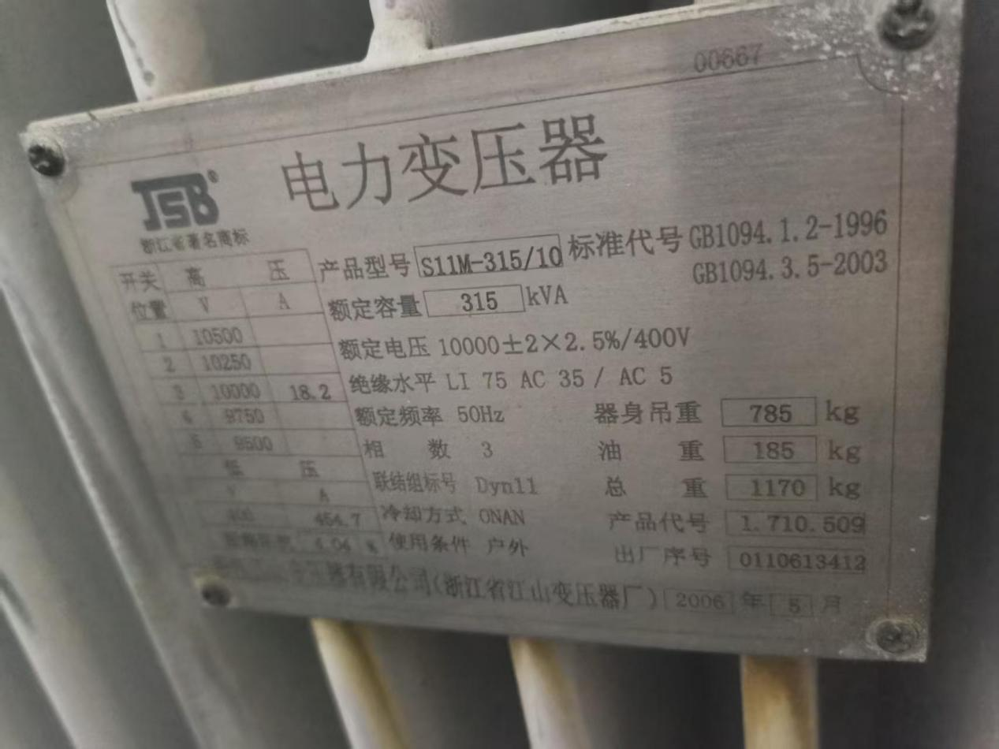 00667
JSB®
浙江省著名商标
电力变压器
产品型号 S11M-315/10 标准代号 GB1094.1.2-1996
GB1094.3.5-2003
额定容量 315 kVA
额定电压 10000±2×2.5%/400V
绝缘水平 LI 75 AC 35 / AC 5
额定频率 50Hz 器身吊重 785 kg
相 数 3 油 重 185 kg
联结组标号 Dyn11 总 重 1170 kg
冷却方式 ONAN 产品代号 1.710.509
使用条件 户外 出厂序号 0110613412
开关位置 高 压
V A
1 10500
2 10250
3 10000 18.2
4 9750
5 9500
低 压
V A
400 454.7
4.04 %
变压器有限公司(浙江省江山变压器厂) 2006 年 5 月